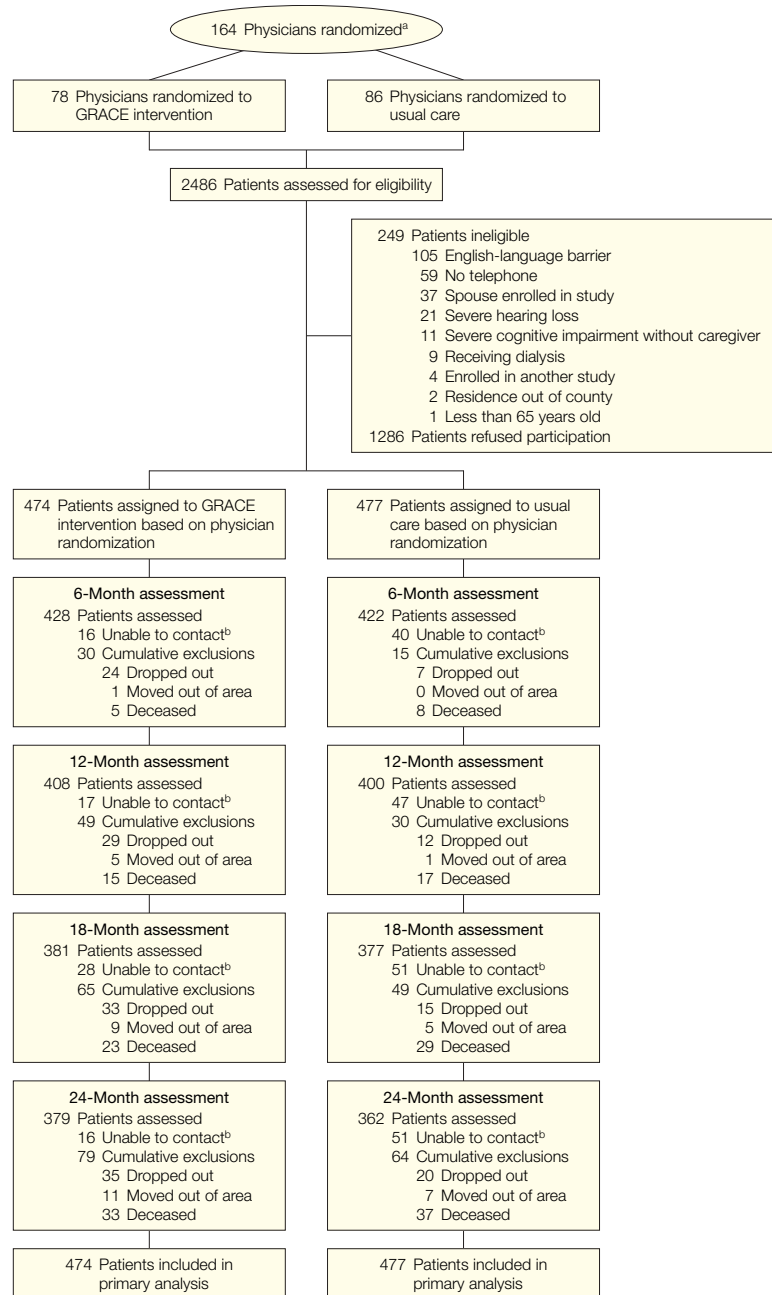 164 Physicians randomizedᵃ
78 Physicians randomized to
GRACE intervention
86 Physicians randomized to
usual care
2486 Patients assessed for eligibility
249 Patients ineligible
105 English-language barrier
59 No telephone
37 Spouse enrolled in study
21 Severe hearing loss
11 Severe cognitive impairment without caregiver
9 Receiving dialysis
4 Enrolled in another study
2 Residence out of county
1 Less than 65 years old
1286 Patients refused participation
474 Patients assigned to GRACE
intervention based on physician
randomization
477 Patients assigned to usual
care based on physician
randomization
6-Month assessment
428 Patients assessed
16 Unable to contactᵇ
30 Cumulative exclusions
24 Dropped out
1 Moved out of area
5 Deceased
6-Month assessment
422 Patients assessed
40 Unable to contactᵇ
15 Cumulative exclusions
7 Dropped out
0 Moved out of area
8 Deceased
12-Month assessment
408 Patients assessed
17 Unable to contactᵇ
49 Cumulative exclusions
29 Dropped out
5 Moved out of area
15 Deceased
12-Month assessment
400 Patients assessed
47 Unable to contactᵇ
30 Cumulative exclusions
12 Dropped out
1 Moved out of area
17 Deceased
18-Month assessment
381 Patients assessed
28 Unable to contactᵇ
65 Cumulative exclusions
33 Dropped out
9 Moved out of area
23 Deceased
18-Month assessment
377 Patients assessed
51 Unable to contactᵇ
49 Cumulative exclusions
15 Dropped out
5 Moved out of area
29 Deceased
24-Month assessment
379 Patients assessed
16 Unable to contactᵇ
79 Cumulative exclusions
35 Dropped out
11 Moved out of area
33 Deceased
24-Month assessment
362 Patients assessed
51 Unable to contactᵇ
64 Cumulative exclusions
20 Dropped out
7 Moved out of area
37 Deceased
474 Patients included in
primary analysis
477 Patients included in
primary analysis